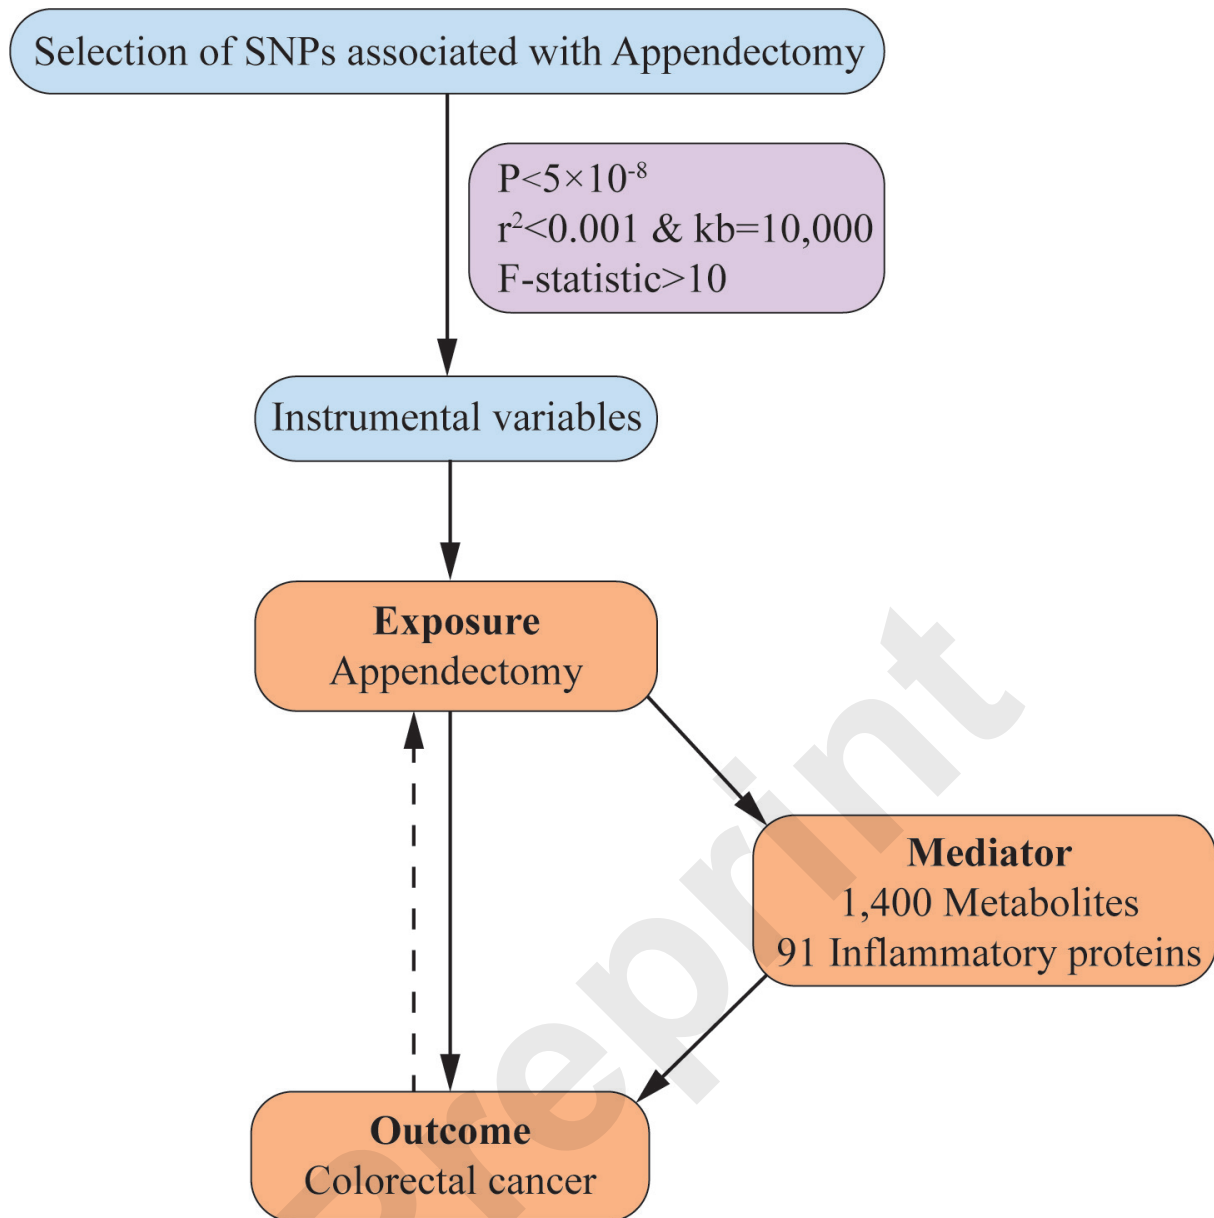 Selection of SNPs associated with Appendectomy
P<5×10⁻⁸
r²<0.001 & kb=10,000
F-statistic>10
Instrumental variables
Exposure
Appendectomy
Mediator
1,400 Metabolites
91 Inflammatory proteins
Outcome
Colorectal cancer
Preprint